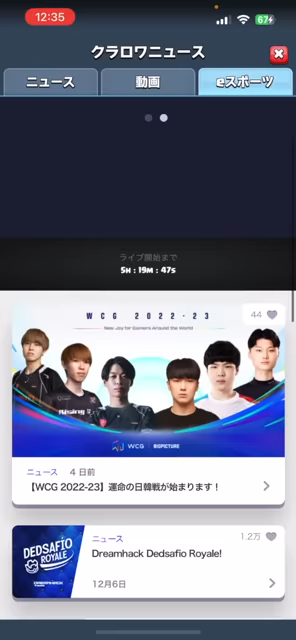 12:35
67
クラロワニュース
ニュース
動画
eスポーツ
ライブ開始まで
5H : 19M : 47S
WCG 2022-23
New Joy for Gamers Around the World
44
Rising
WCG BIGPICTURE
ニュース 4 日前
【WCG 2022-23】運命の日韓戦が始まります！
DEDSAFIO
ROYALE
DREAMHACK
ニュース
1.2万
Dreamhack Dedsafio Royale!
12月6日